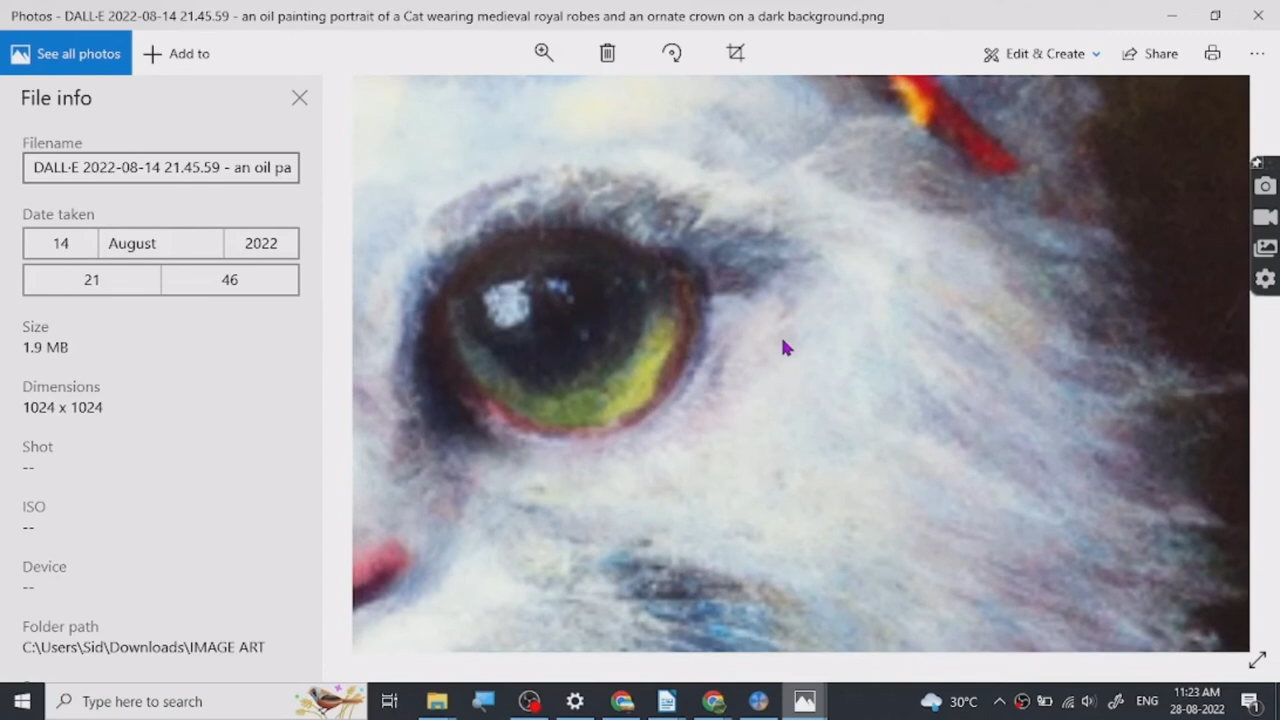 Photos - DALL·E 2022-08-14 21.45.59 - an oil painting portrait of a Cat wearing medieval royal robes and an ornate crown on a dark background.png
See all photos
Add to
Edit & Create
Share
File info
Filename
DALL·E 2022-08-14 21.45.59 - an oil pa
Date taken
14 August 2022
21 46
Size
1.9 MB
Dimensions
1024 x 1024
Shot
--
ISO
--
Device
--
Folder path
C:\Users\Sid\Downloads\IMAGE ART
Type here to search
30°C
ENG
11:23 AM
28-08-2022
1